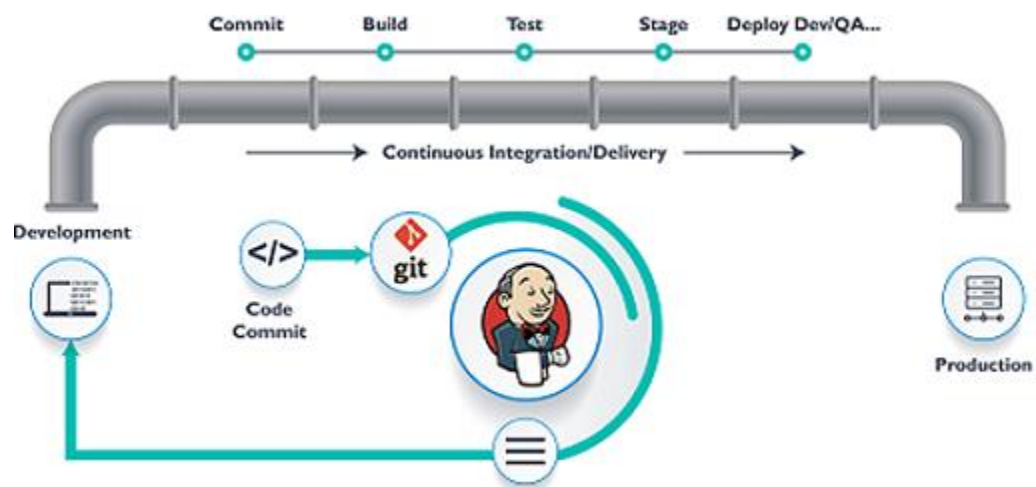 Commit
Build
Test
Stage
Deploy Dev/QA...
Continuous Integration/Delivery
Development
</>
git
Code
Commit
Production